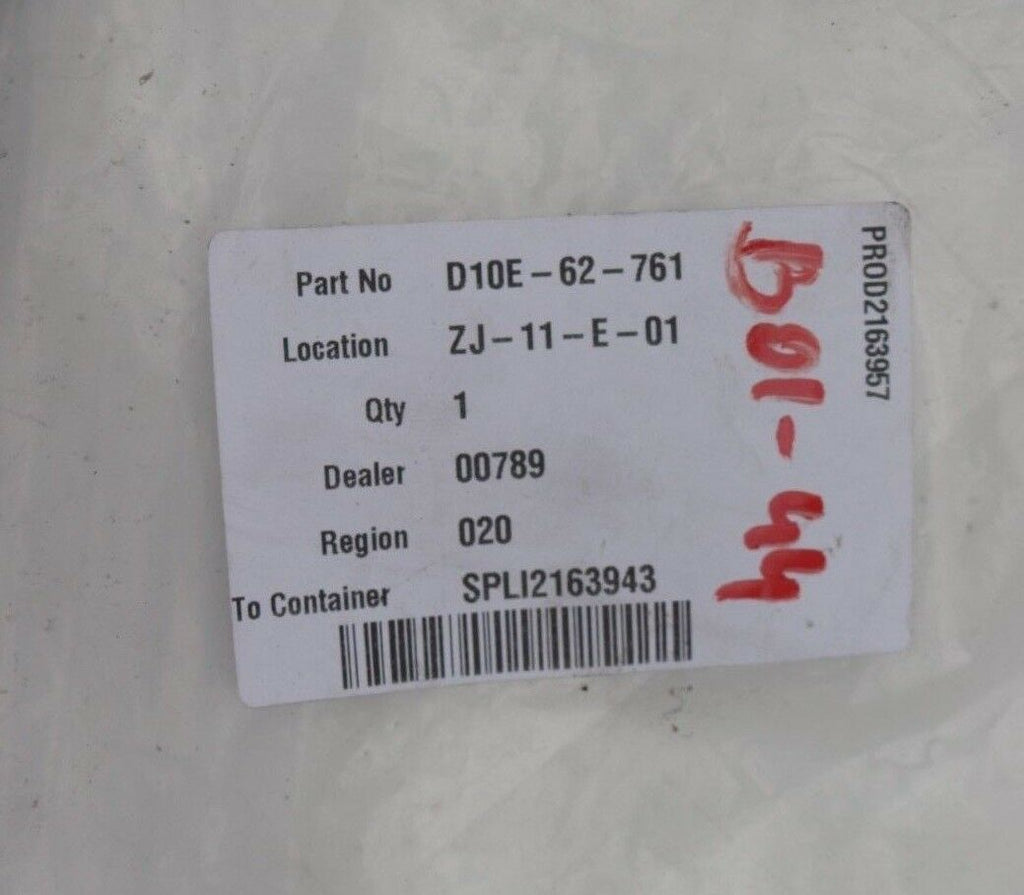 Part No D10E-62-761
Location ZJ-11-E-01
Qty 1
Dealer 00789
Region 020
To Container SPLI2163943
PROD2163957
B01-44